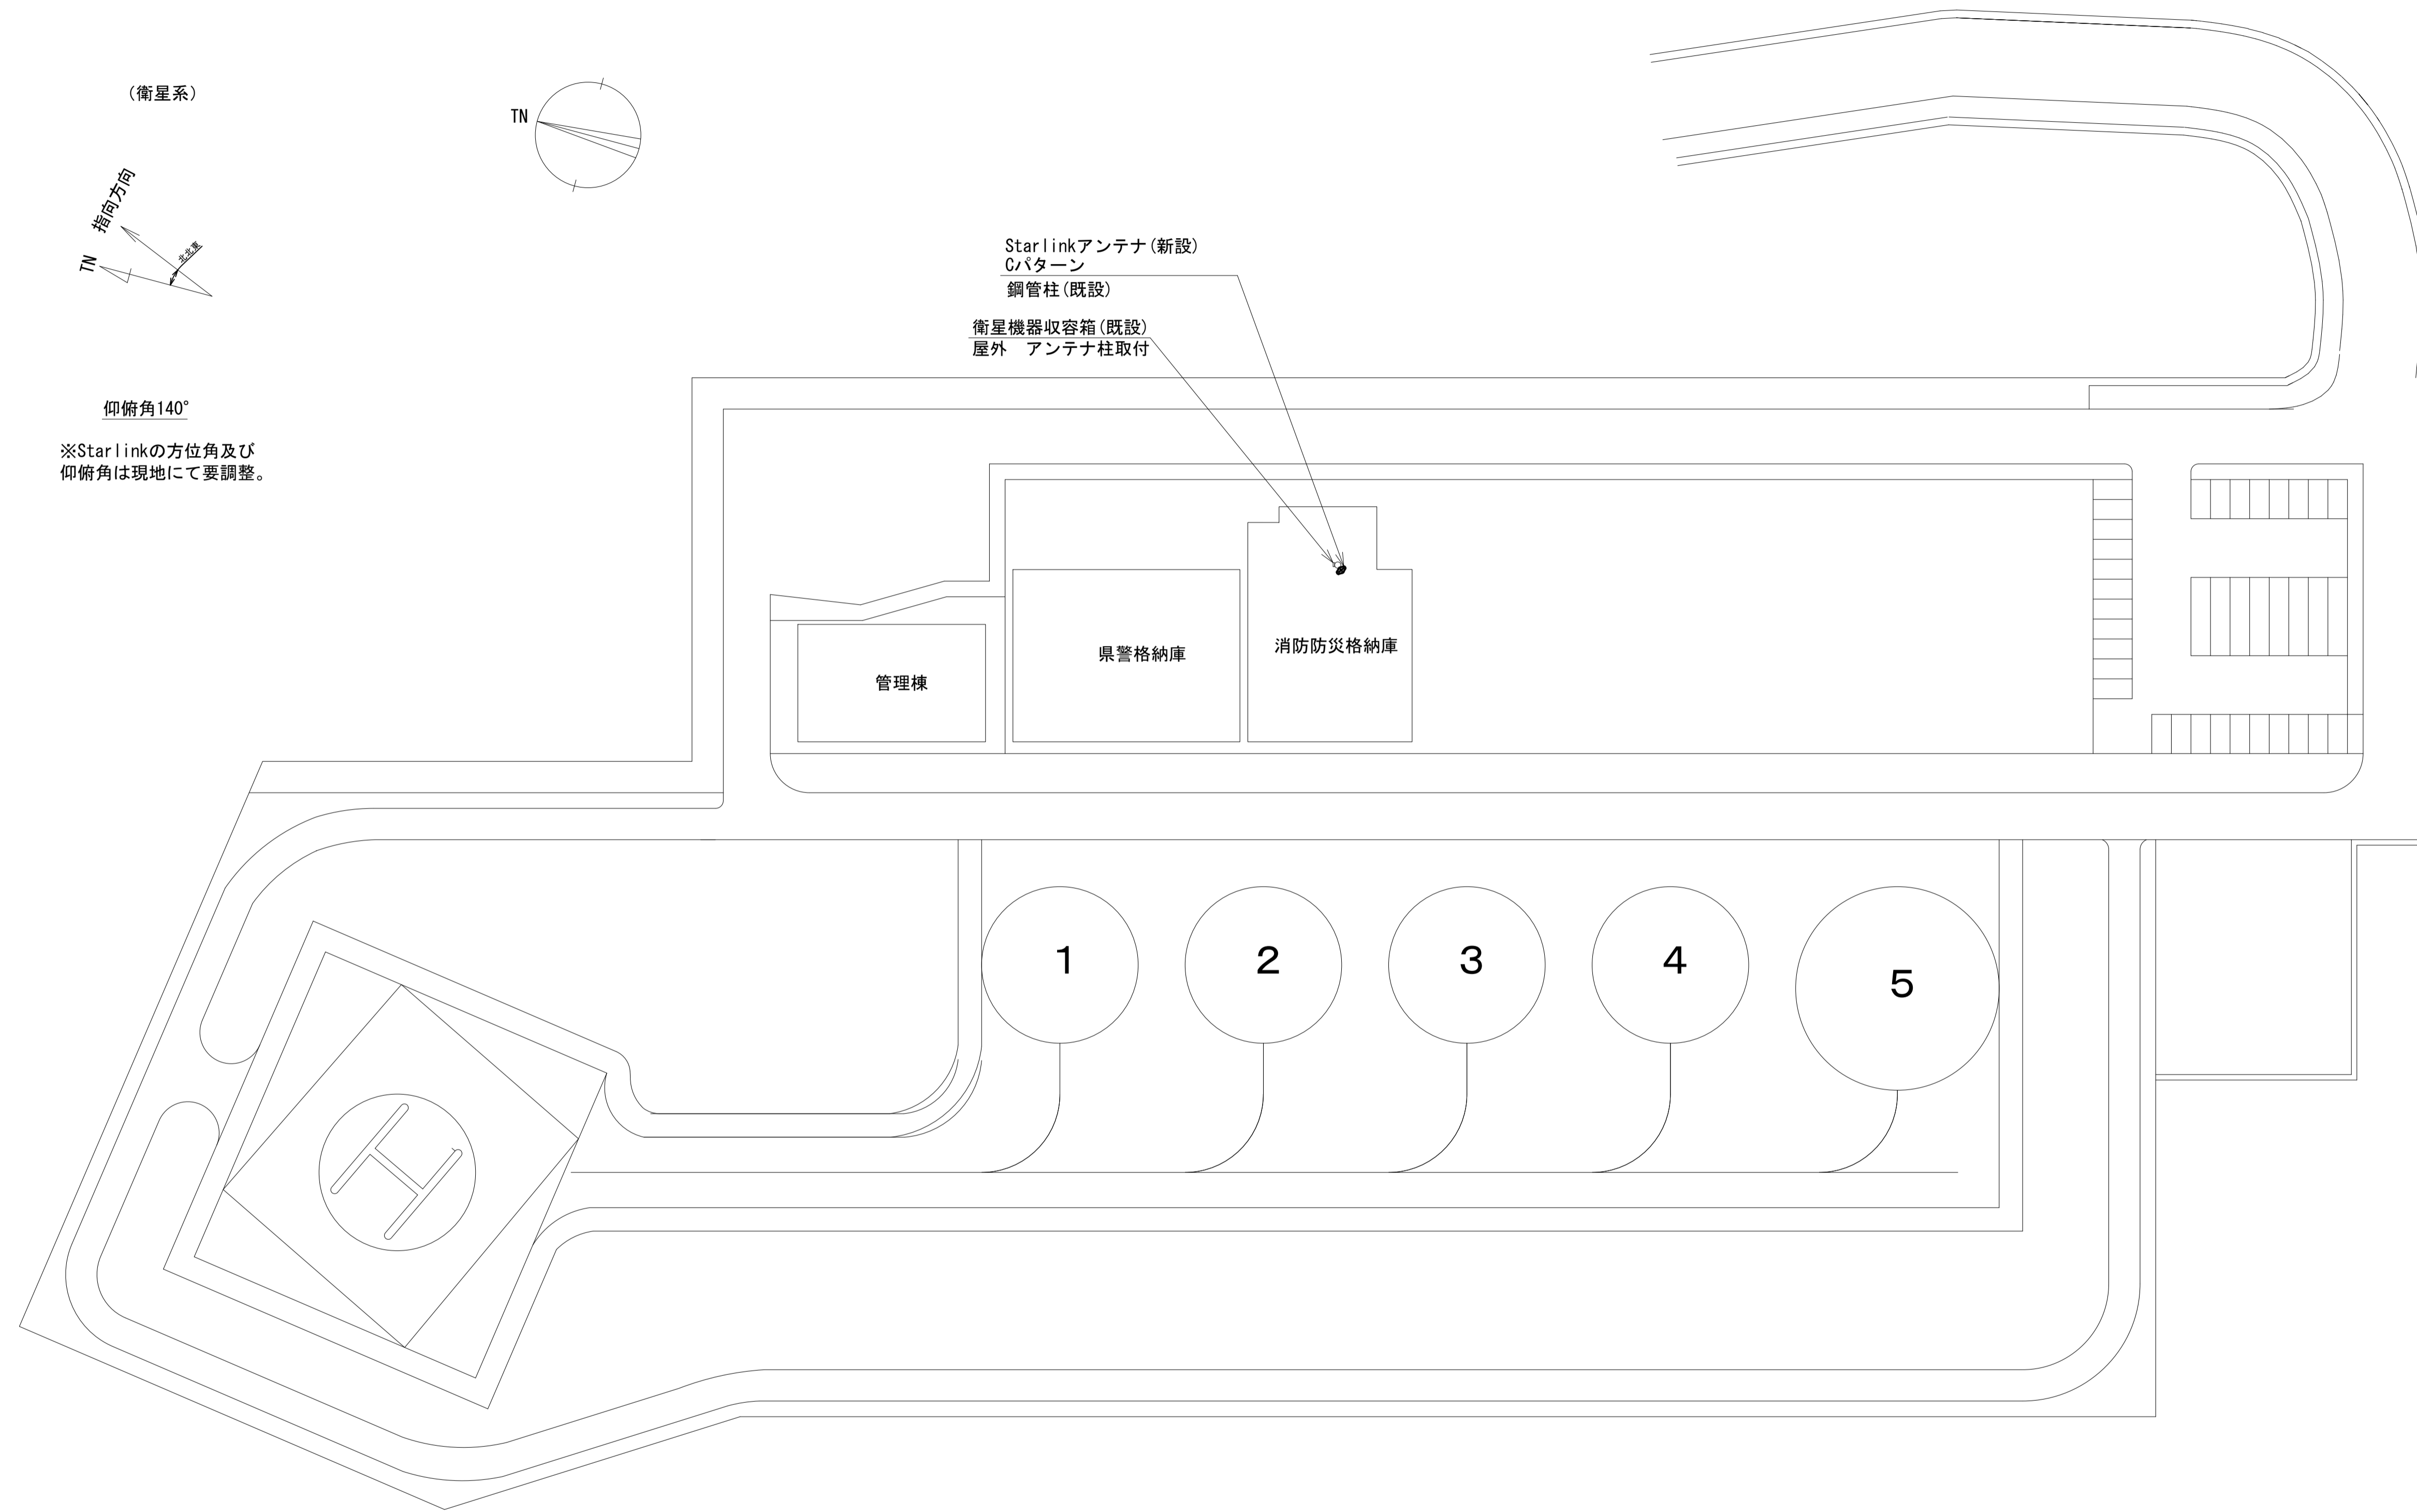 (衛星系)
TN
指向方向
TN
北北東
Starlinkアンテナ(新設)
Cパターン
鋼管柱(既設)
衛星機器収容箱(既設)
屋外　アンテナ柱取付
仰俯角140°
※Starlinkの方位角及び
仰俯角は現地にて要調整。
消防防災格納庫
県警格納庫
管理棟
1
2
3
4
5
H